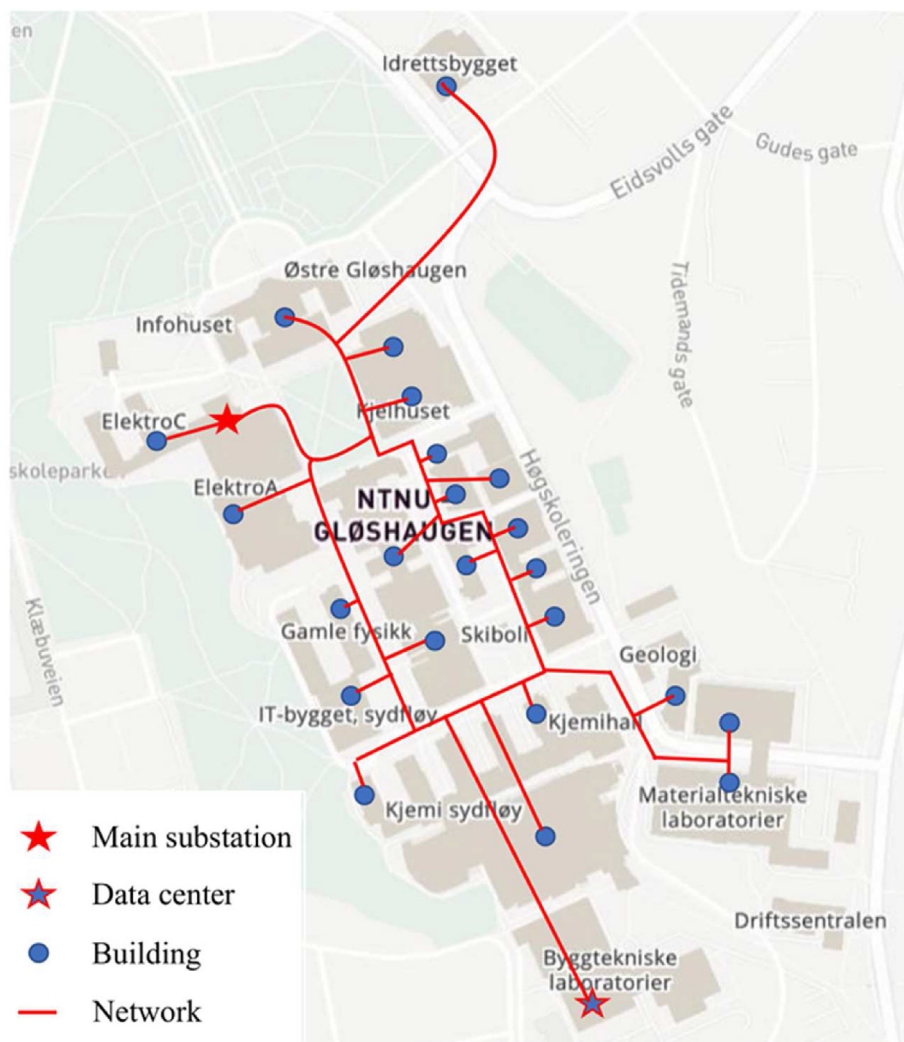 en
Idrettsbygget
Eidsvolls gate
Gudes gate
Østre Gløshaugen
Tidemands gate
Infohuset
Kjelhuset
ElektroC
skoleparken
ElektroA
NTNU
GLØSHAUGEN
Høgskoleringen
Klæbuveien
Gamle fysikk
Skiboli
Geologi
IT-bygget, sydfløy
Kjemihall
Kjemi sydfløy
Materialtekniske
laboratorier
Driftssentralen
Byggtekniske
laboratorier
Main substation
Data center
Building
Network